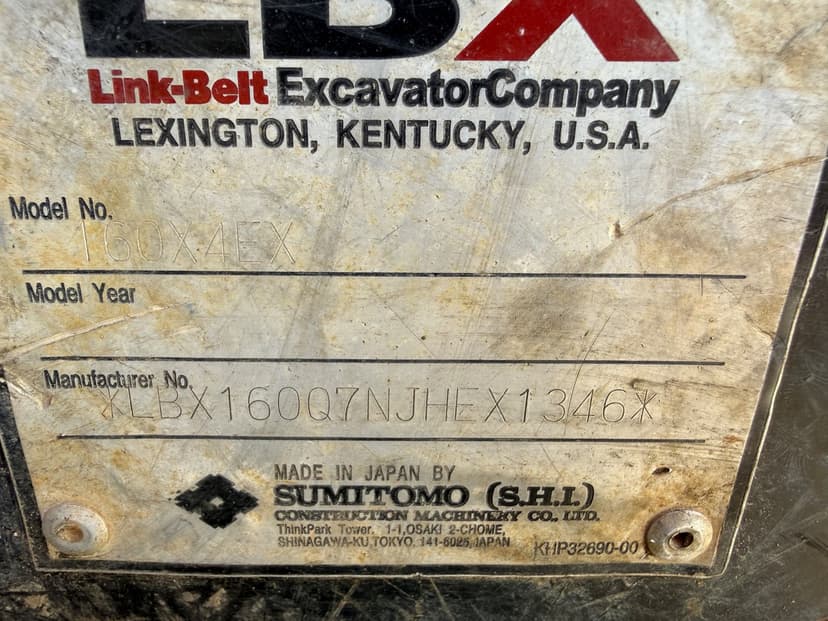 LBX
Link-Belt ExcavatorCompany
LEXINGTON, KENTUCKY, U.S.A.
Model No.
160X4EX
Model Year
Manufacturer No.
*LBX160Q7NJHEX1346*
MADE IN JAPAN BY
SUMITOMO (S.H.I.)
CONSTRUCTION MACHINERY CO., LTD.
ThinkPark Tower, 1-1,OSAKI 2-CHOME,
SHINAGAWA-KU,TOKYO, 141-6025,JAPAN
KHP32690-00